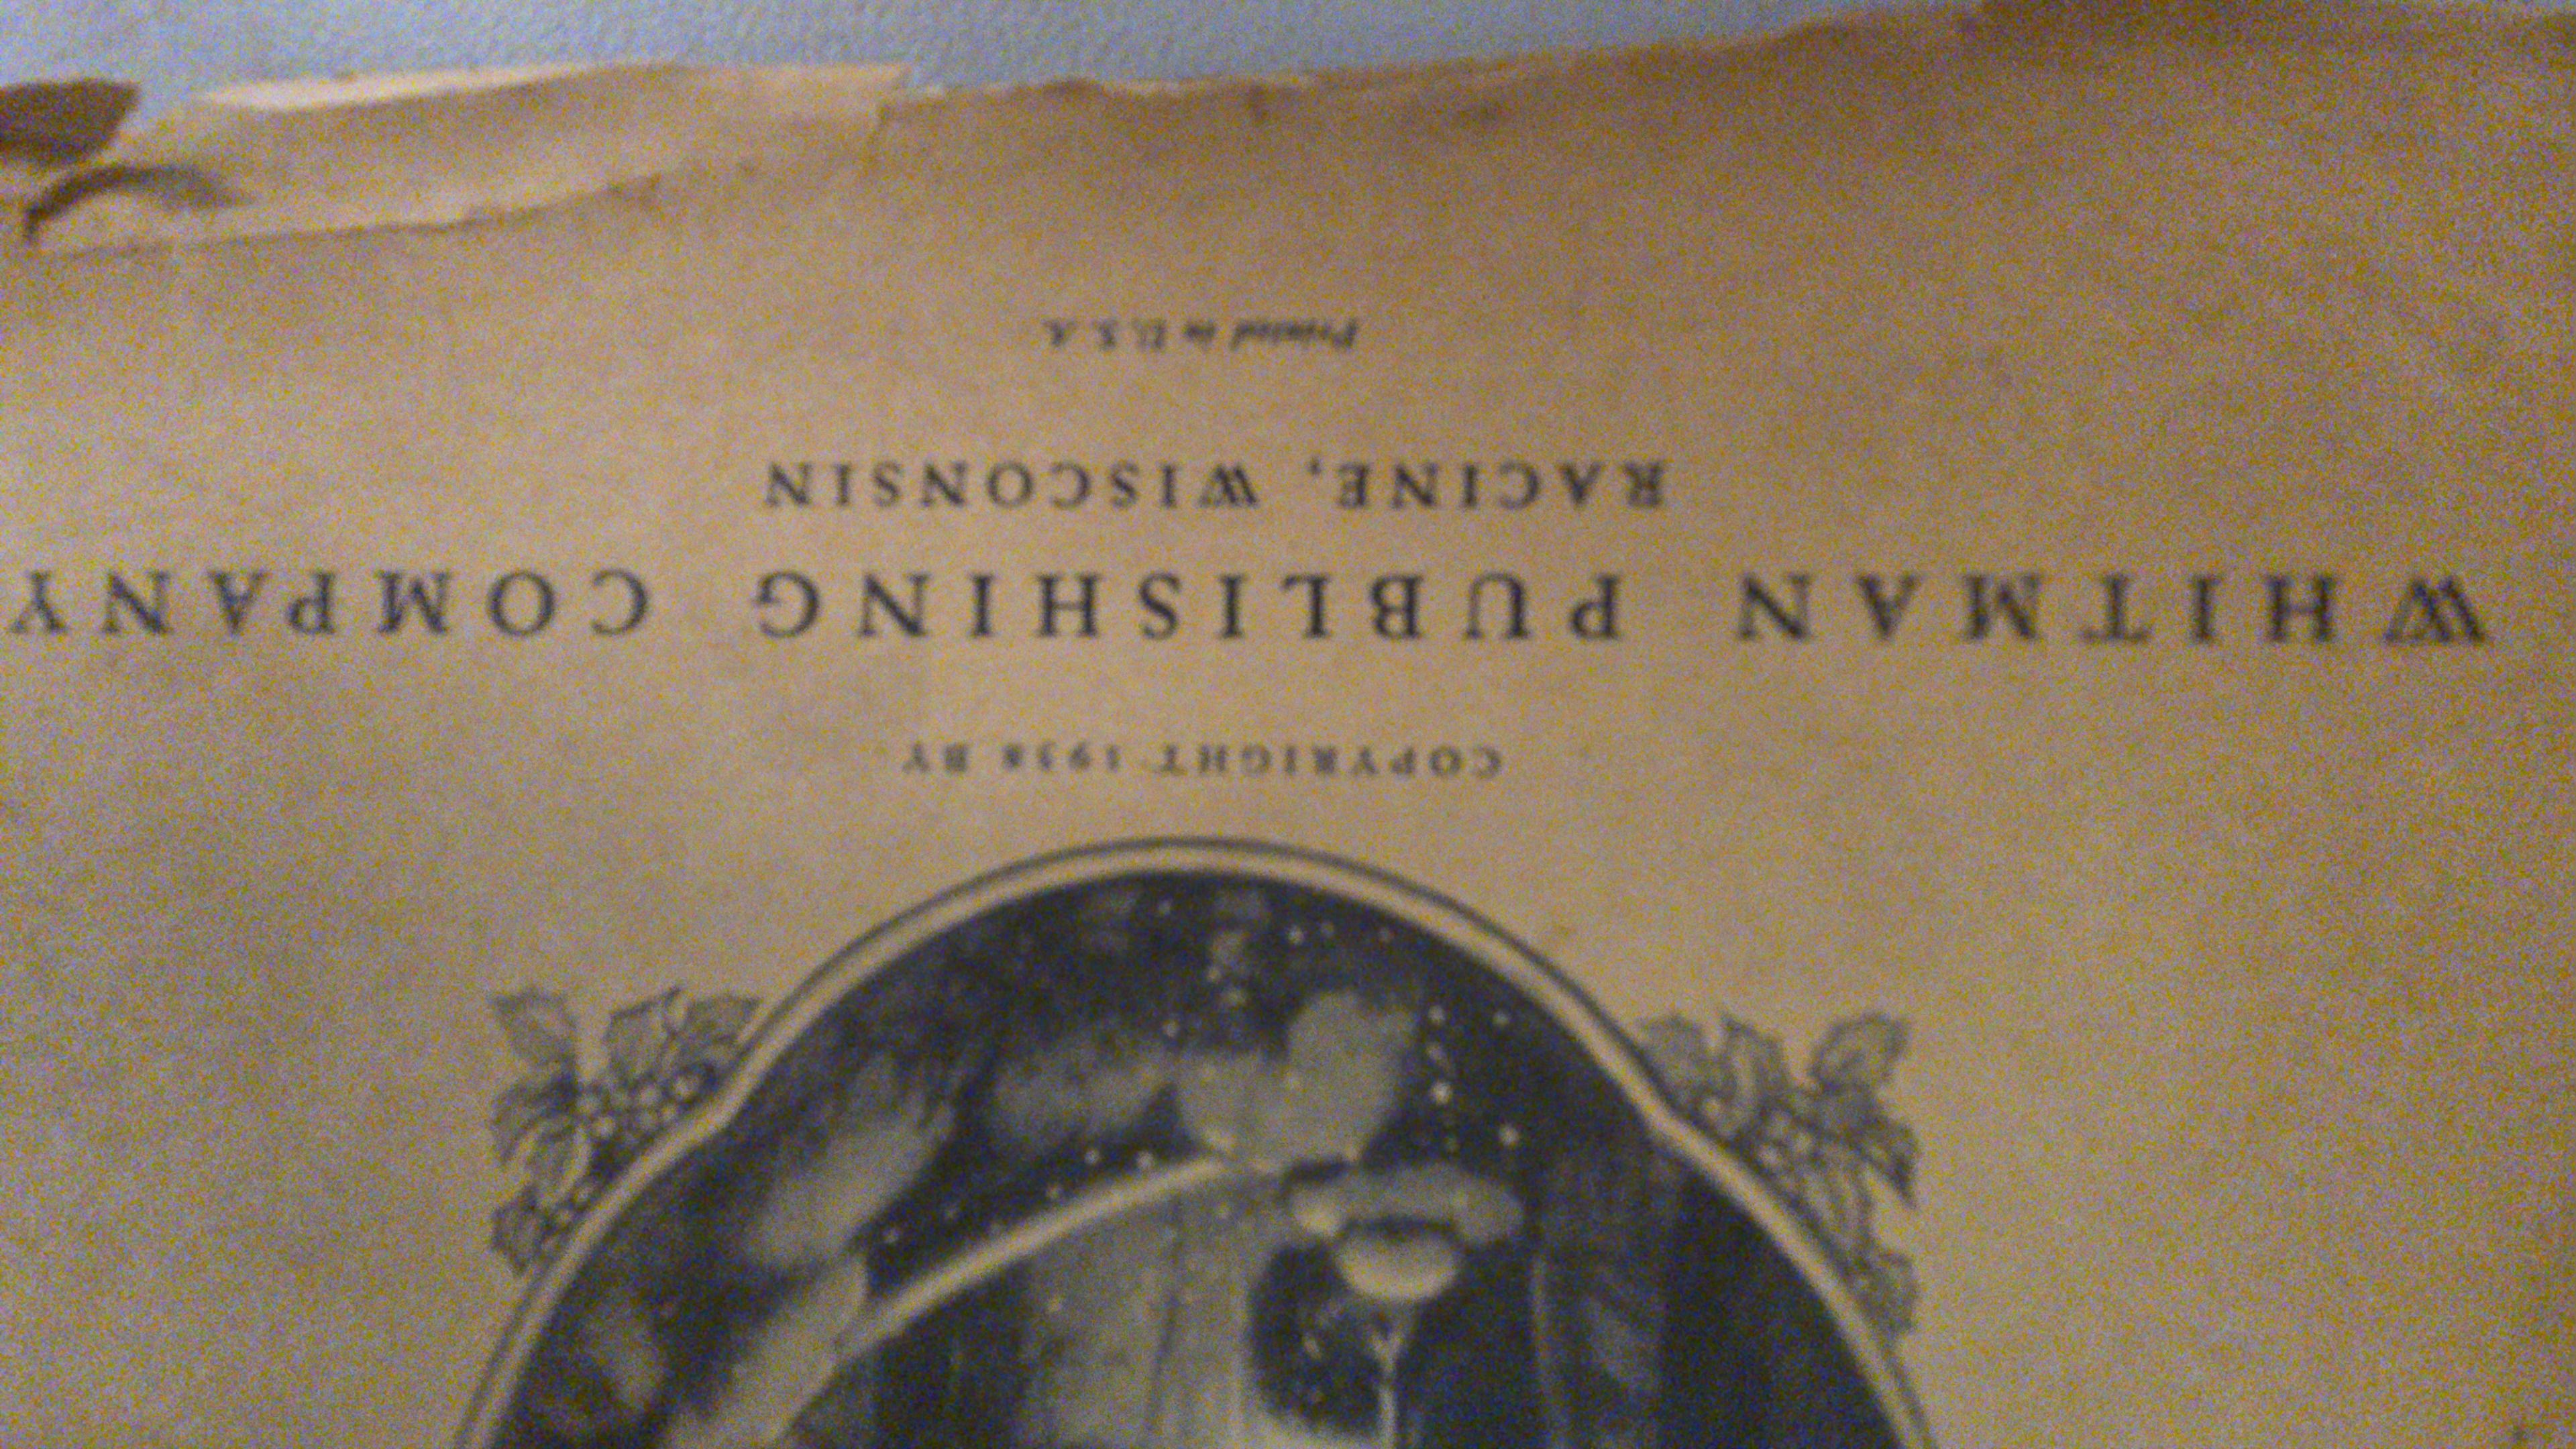 COPYRIGHT 1938 BY
WHITMAN PUBLISHING COMPANY
RACINE, WISCONSIN
Printed in U. S. A.